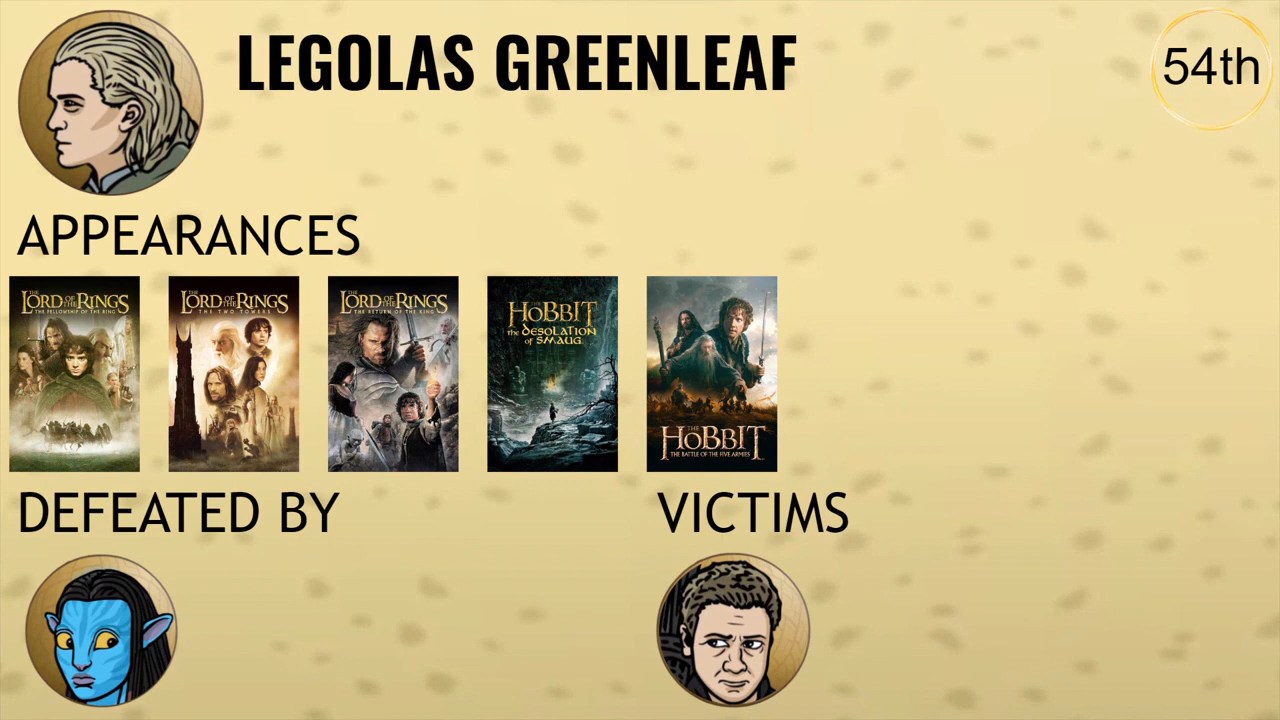 LEGOLAS GREENLEAF
54th
APPEARANCES
THE
LORD OF THE RINGS
THE FELLOWSHIP OF THE RING
THE
LORD OF THE RINGS
THE TWO TOWERS
THE
LORD OF THE RINGS
THE RETURN OF THE KING
THE
HOBBIT
THE DESOLATION
OF SMAUG
THE
HOBBIT
THE BATTLE OF THE FIVE ARMIES
DEFEATED BY
VICTIMS